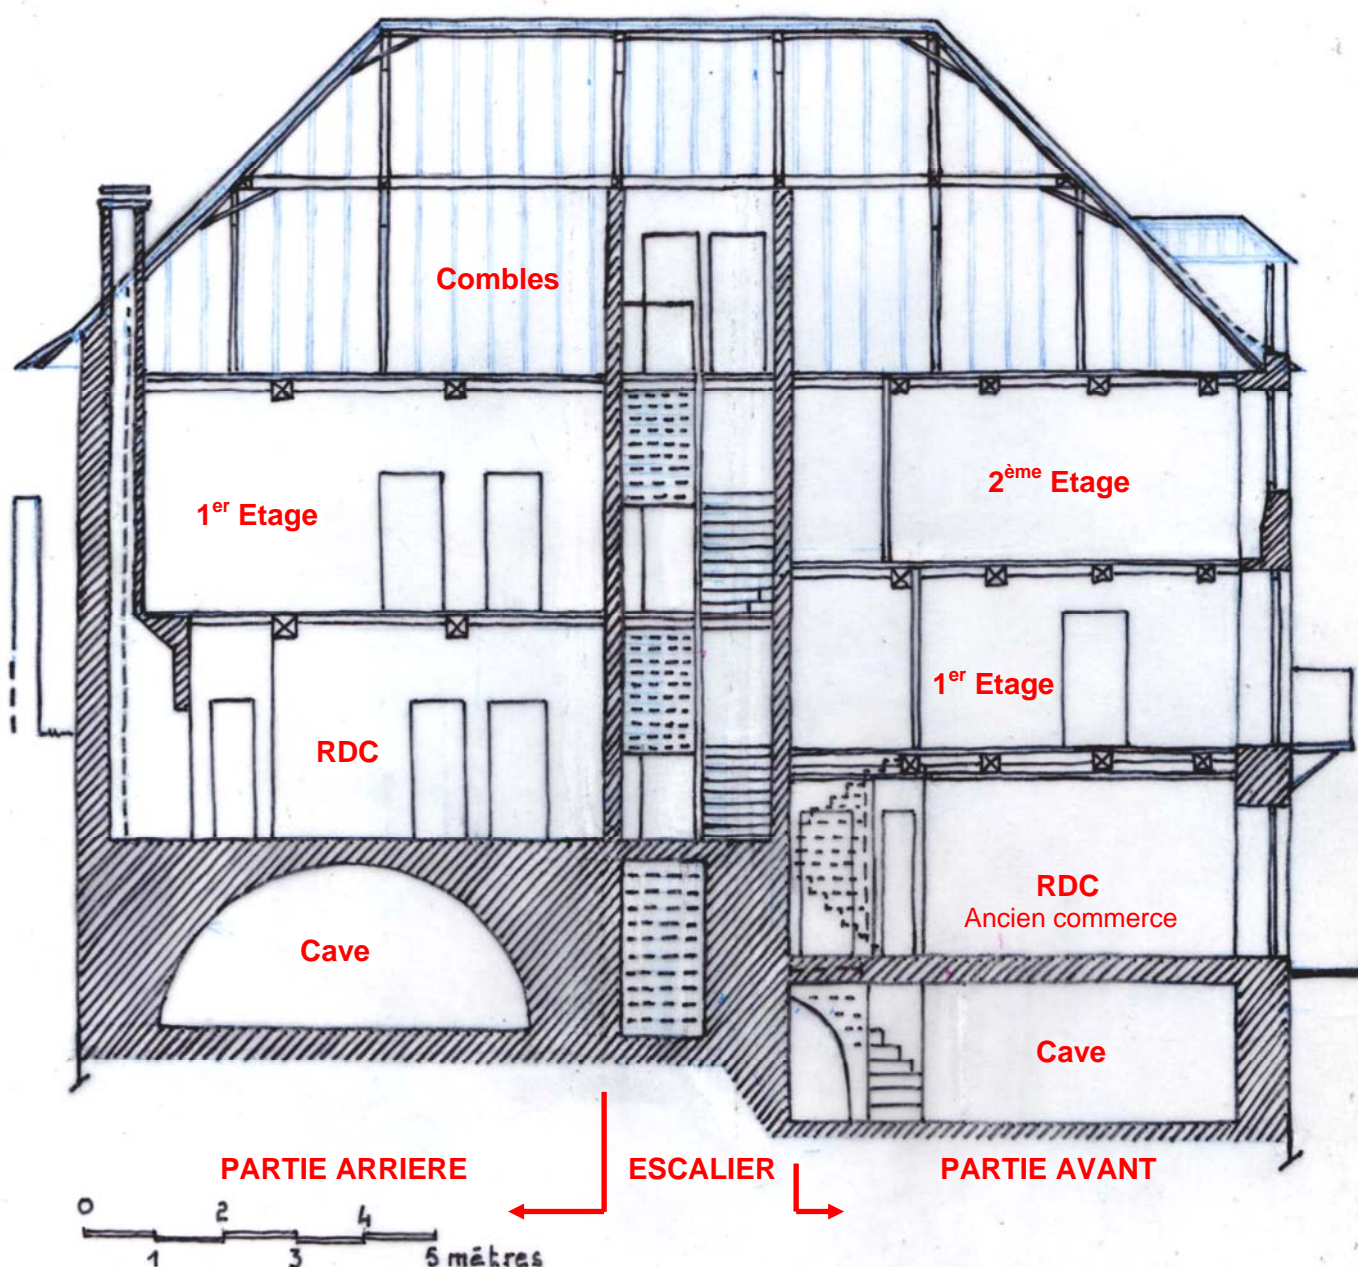 Combles
1er Etage
2ème Etage
1er Etage
RDC
RDC
Ancien commerce
Cave
Cave
PARTIE ARRIERE
ESCALIER
PARTIE AVANT
0 2 4
1 3 5 mètres